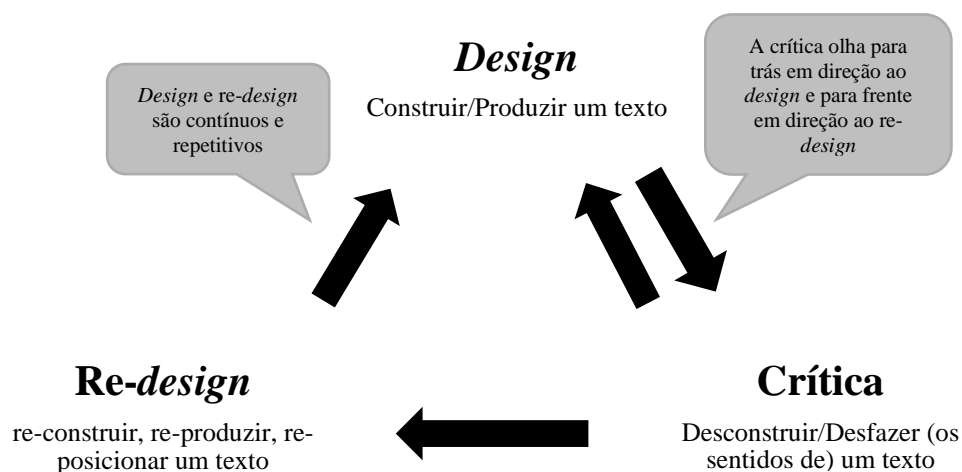 Design
Construir/Produzir um texto
Design e re-design
são contínuos e
repetitivos
A crítica olha para
trás em direção ao
design e para frente
em direção ao re-
design
Re-design
re-construir, re-produzir, re-
posicionar um texto
Crítica
Desconstruir/Desfazer (os
sentidos de) um texto